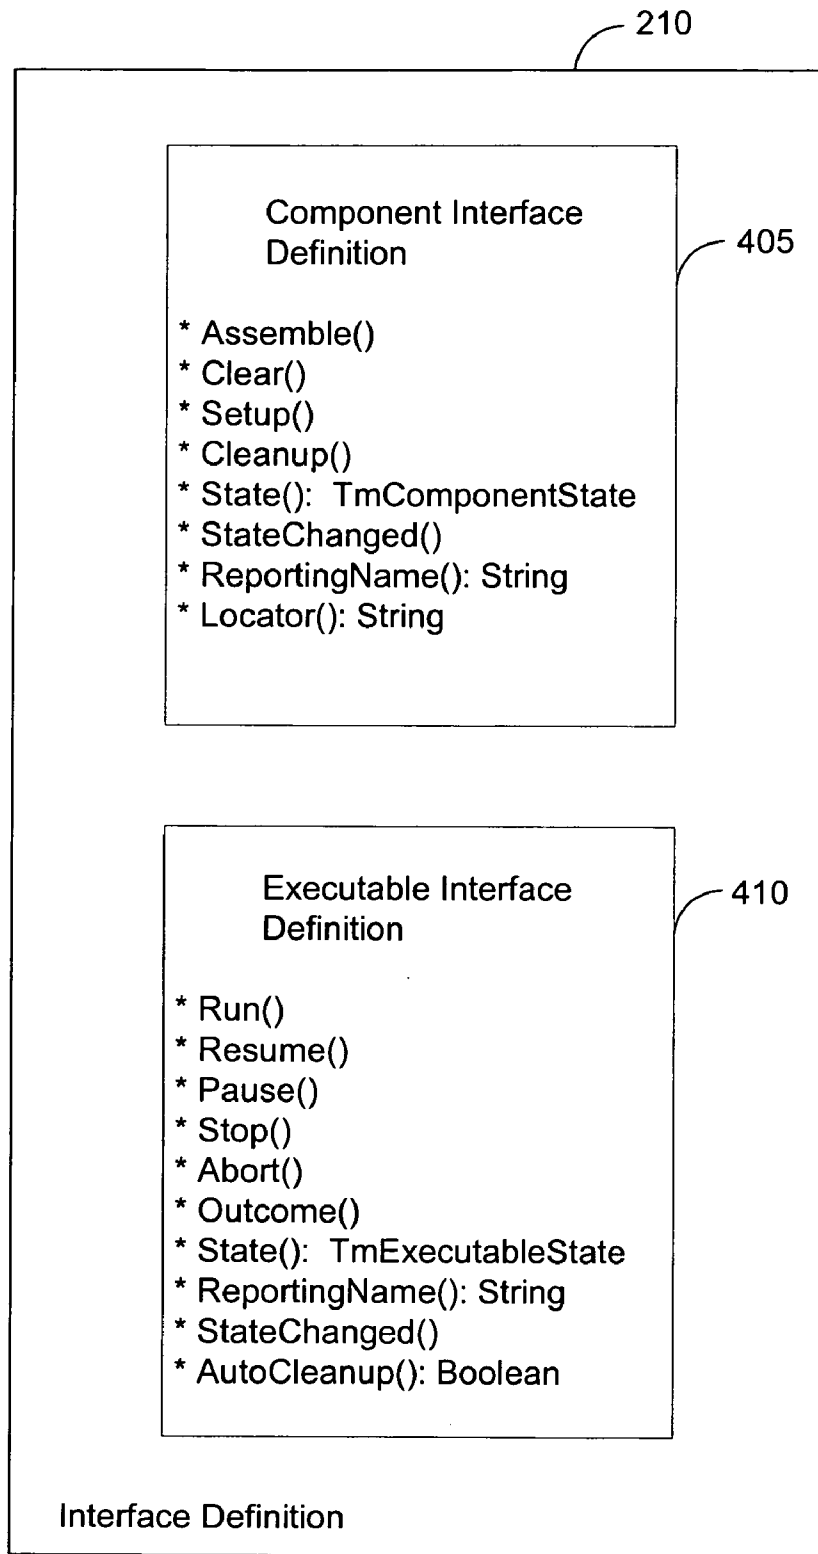 210
Component Interface
Definition
405
* Assemble()
* Clear()
* Setup()
* Cleanup()
* State():  TmComponentState
* StateChanged()
* ReportingName(): String
* Locator(): String
Executable Interface
Definition
410
* Run()
* Resume()
* Pause()
* Stop()
* Abort()
* Outcome()
* State():  TmExecutableState
* ReportingName(): String
* StateChanged()
* AutoCleanup(): Boolean
Interface Definition